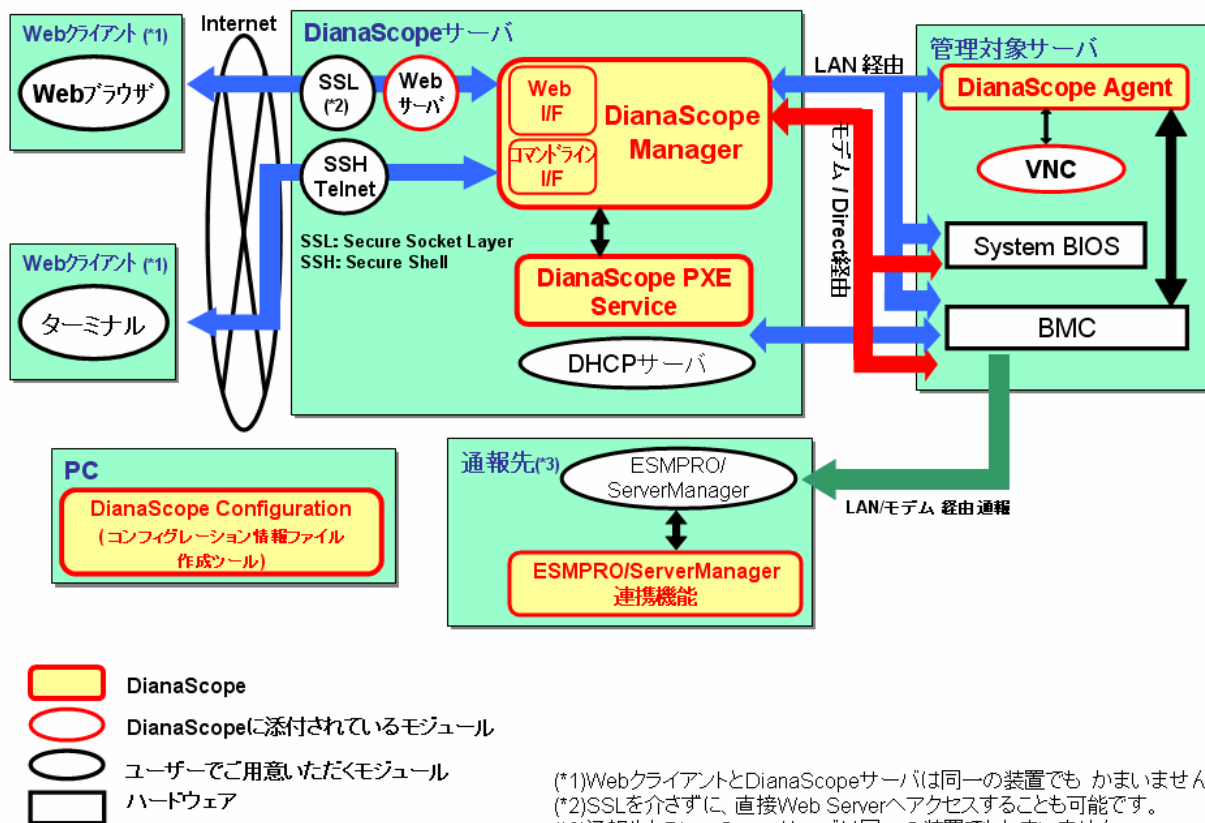 Webクライアント (*1)
Webブラウザ
Internet
DianaScopeサーバ
SSL
(*2)
Web
サーバ
SSH
Telnet
Web
I/F
コマンドライン
I/F
DianaScope
Manager
SSL: Secure Socket Layer
SSH: Secure Shell
DianaScope PXE
Service
DHCPサーバ
LAN 経由
モデム / Direct経由
管理対象サーバ
DianaScope Agent
VNC
System BIOS
BMC
Webクライアント (*1)
ターミナル
PC
DianaScope Configuration
(コンフィグレーション情報ファイル
作成ツール)
通報先(*3)
ESMPRO/
ServerManager
ESMPRO/ServerManager
連携機能
LAN/モデム 経由通報
DianaScope
DianaScopeに添付されているモジュール
ユーザーでご用意いただくモジュール
ハードウェア
(*1)WebクライアントとDianaScopeサーバは同一の装置でも かまいません
(*2)SSLを介さずに、直接Web Serverへアクセスすることも可能です。